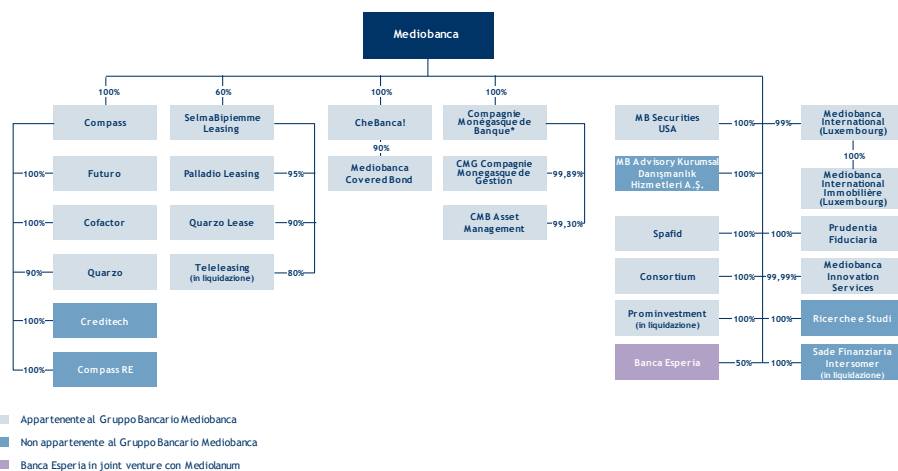 Mediobanca
100%
60%
100%
100%
Compass
SelmaBipiemme
Leasing
CheBanca!
Compagnie
Monégasque de
Banque*
MB Securities
USA
100%
99%
Mediobanca
International
(Luxembourg)
90%
100%
100%
Futuro
Palladio Leasing
95%
Mediobanca
Covered Bond
CMG Compagnie
Monegasque de
Gestion
99,89%
MB Advisory Kurumsal
Danışmanlık
Hizmetleri A.Ş.
100%
Mediobanca
International
Immobilière
(Luxembourg)
100%
Cofactor
Quarzo Lease
90%
CMB Asset
Management
99,30%
Spafid
100%
100%
Prudentia
Fiduciaria
90%
Quarzo
Teleleasing
(in liquidazione)
80%
Consortium
100%
99,99%
Mediobanca
Innovation
Services
100%
Creditech
Prominvestment
(in liquidazione)
100%
100%
Ricerche e Studi
100%
Compass RE
Banca Esperia
50%
100%
Sade Finanziaria
Intersomer
(in liquidazione)
Appartenente al Gruppo Bancario Mediobanca
Non appartenente al Gruppo Bancario Mediobanca
Banca Esperia in joint venture con Mediolanum